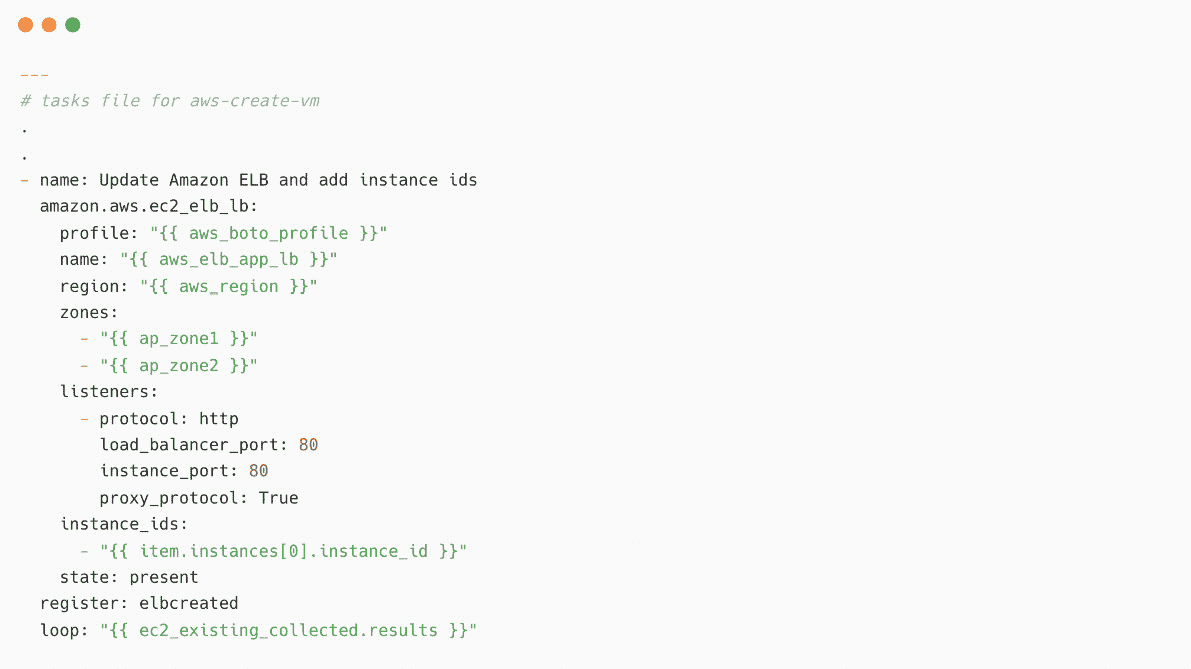 ---
# tasks file for aws-create-vm
.
.
- name: Update Amazon ELB and add instance ids
  amazon.aws.ec2_elb_lb:
    profile: "{{ aws_boto_profile }}"
    name: "{{ aws_elb_app_lb }}"
    region: "{{ aws_region }}"
    zones:
      - "{{ ap_zone1 }}"
      - "{{ ap_zone2 }}"
    listeners:
      - protocol: http
        load_balancer_port: 80
        instance_port: 80
        proxy_protocol: True
    instance_ids:
      - "{{ item.instances[0].instance_id }}"
    state: present
  register: elbcreated
  loop: "{{ ec2_existing_collected.results }}"